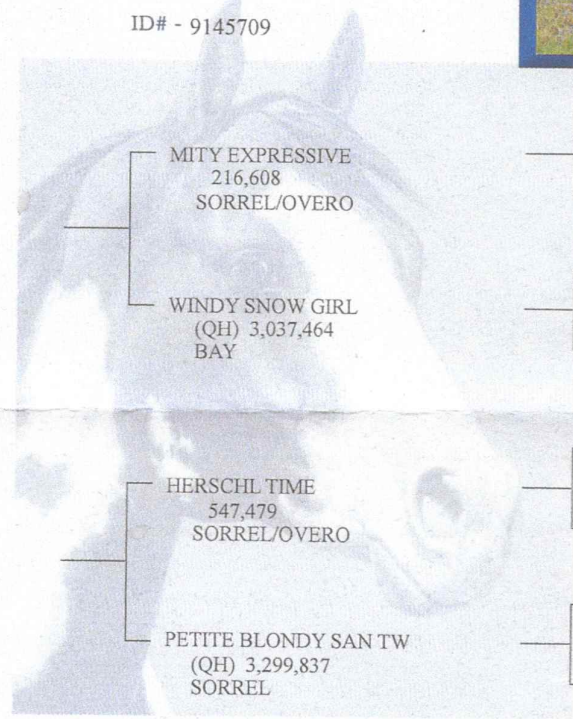 ID# - 9145709
MITY EXPRESSIVE
216,608
SORREL/OVERO
WINDY SNOW GIRL
(QH) 3,037,464
BAY
HERSCHL TIME
547,479
SORREL/OVERO
PETITE BLONDY SAN TW
(QH) 3,299,837
SORREL